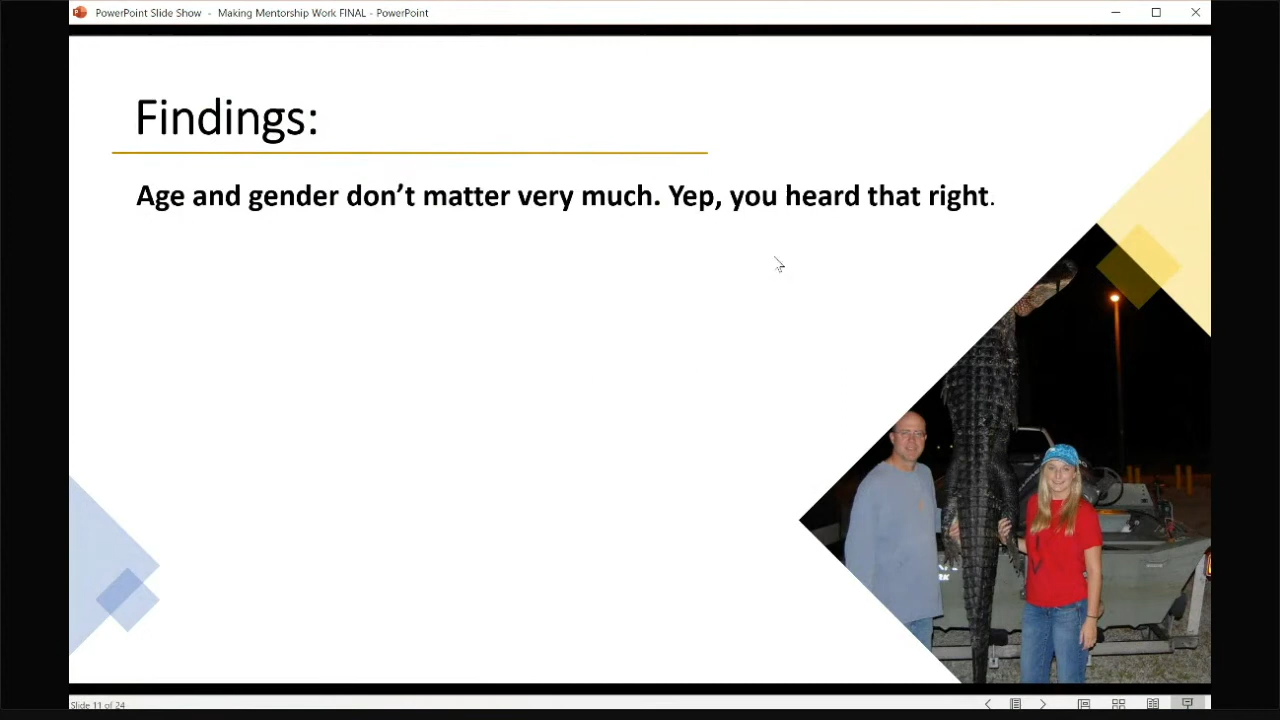 PowerPoint Slide Show - Making Mentorship Work FINAL - PowerPoint
Findings:
Age and gender don’t matter very much. Yep, you heard that right.
Slide 11 of 24